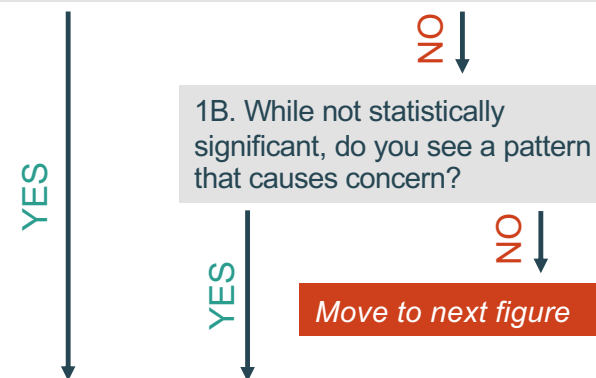 NO
1B. While not statistically
significant, do you see a pattern
that causes concern?
YES
NO
YES
Move to next figure